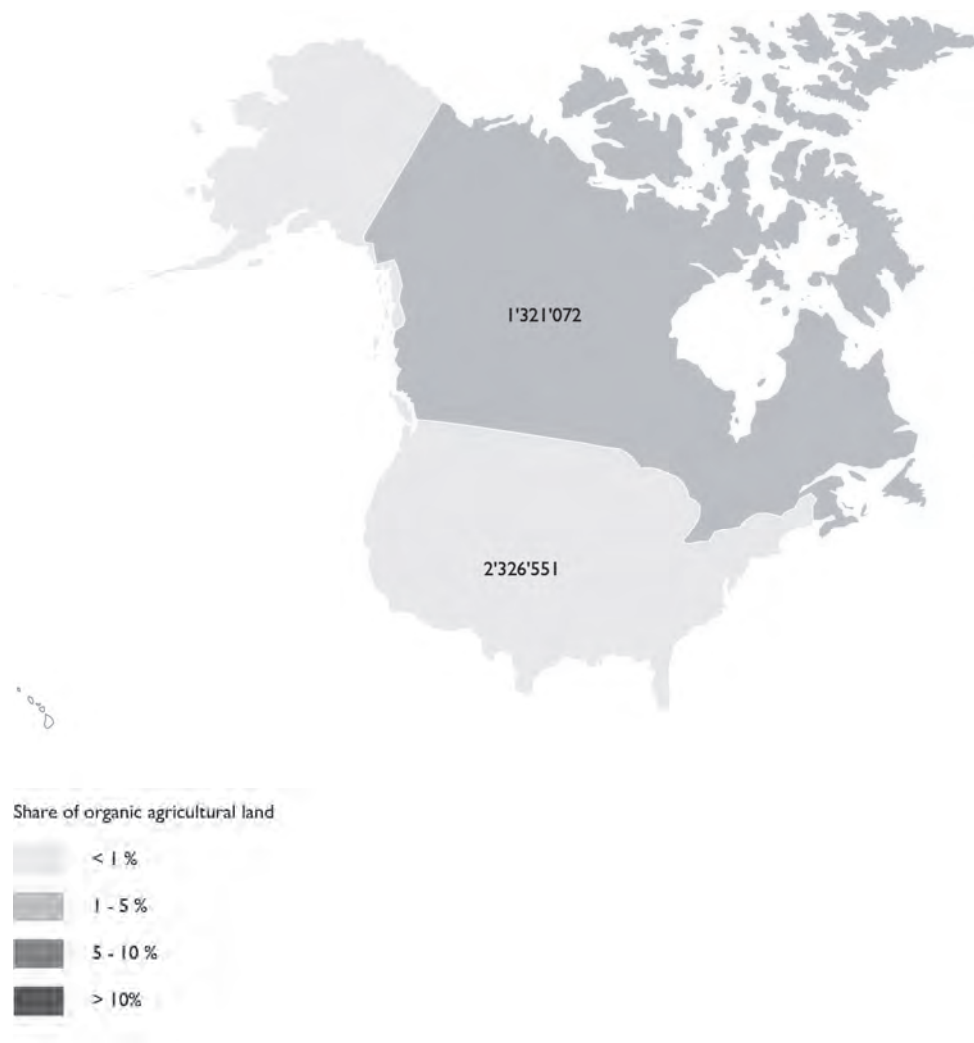 1'321'072
2'326'551
Share of organic agricultural land
< 1 %
1 - 5 %
5 - 10 %
> 10%